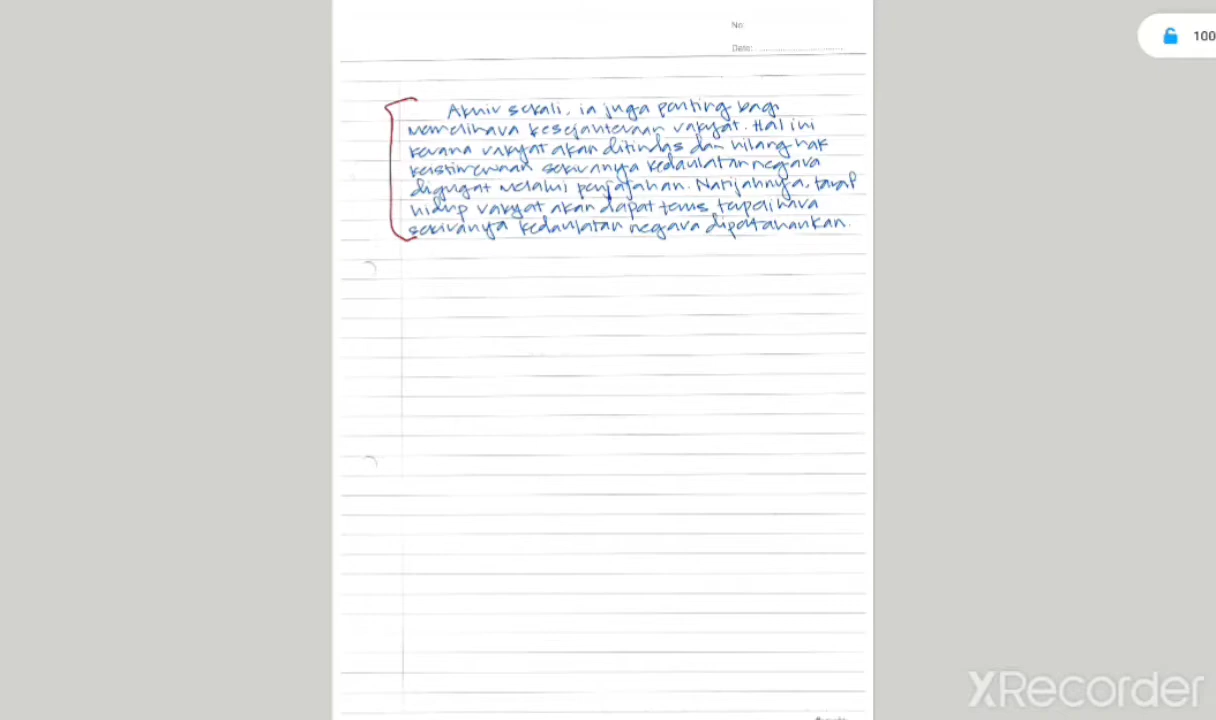 No:
Date:
100
Akhir sekali, ia juga penting bagi
memelihara kesejahteraan rakyat. Hal ini
kerana rakyat akan ditindas dan hilang hak
keistimewaan sekiranya kedaulatan negara
digugat melalui penjajahan. Natijahnya, taraf
hidup rakyat akan dapat terus terpelihara
sekiranya kedaulatan negara dipertahankan.
XRecorder